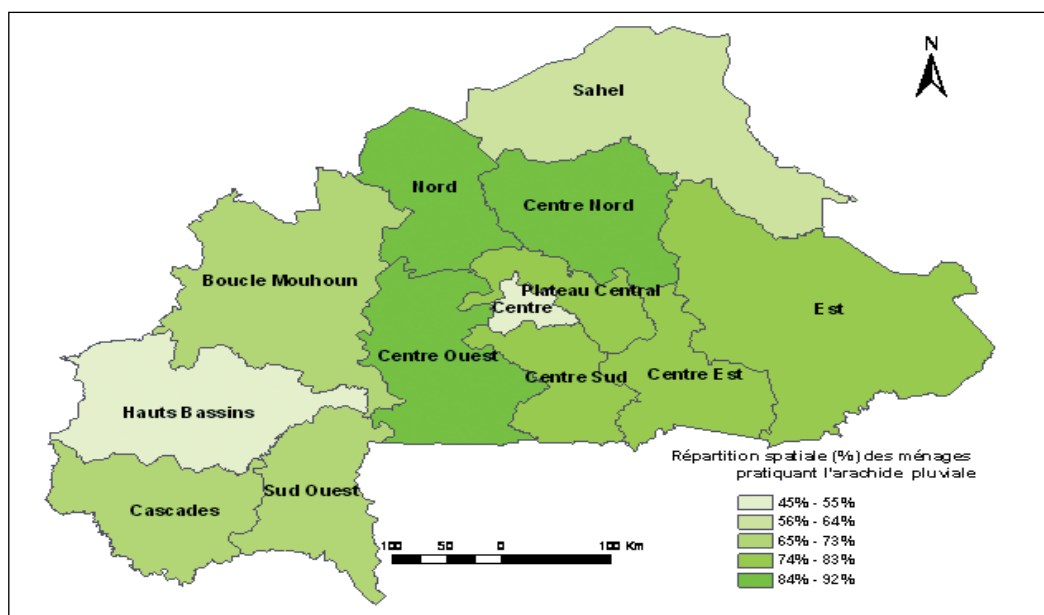 N
Sahel
Nord
Centre Nord
Boucle Mouhoun
Plateau Central
Centre
Est
Centre Ouest
Centre Sud
Centre Est
Hauts Bassins
Sud Ouest
Cascades
Répartition spatiale (%) des ménages
pratiquant l'arachide pluviale
45% - 55%
56% - 64%
65% - 73%
74% - 83%
84% - 92%
100 50 0 100 Km